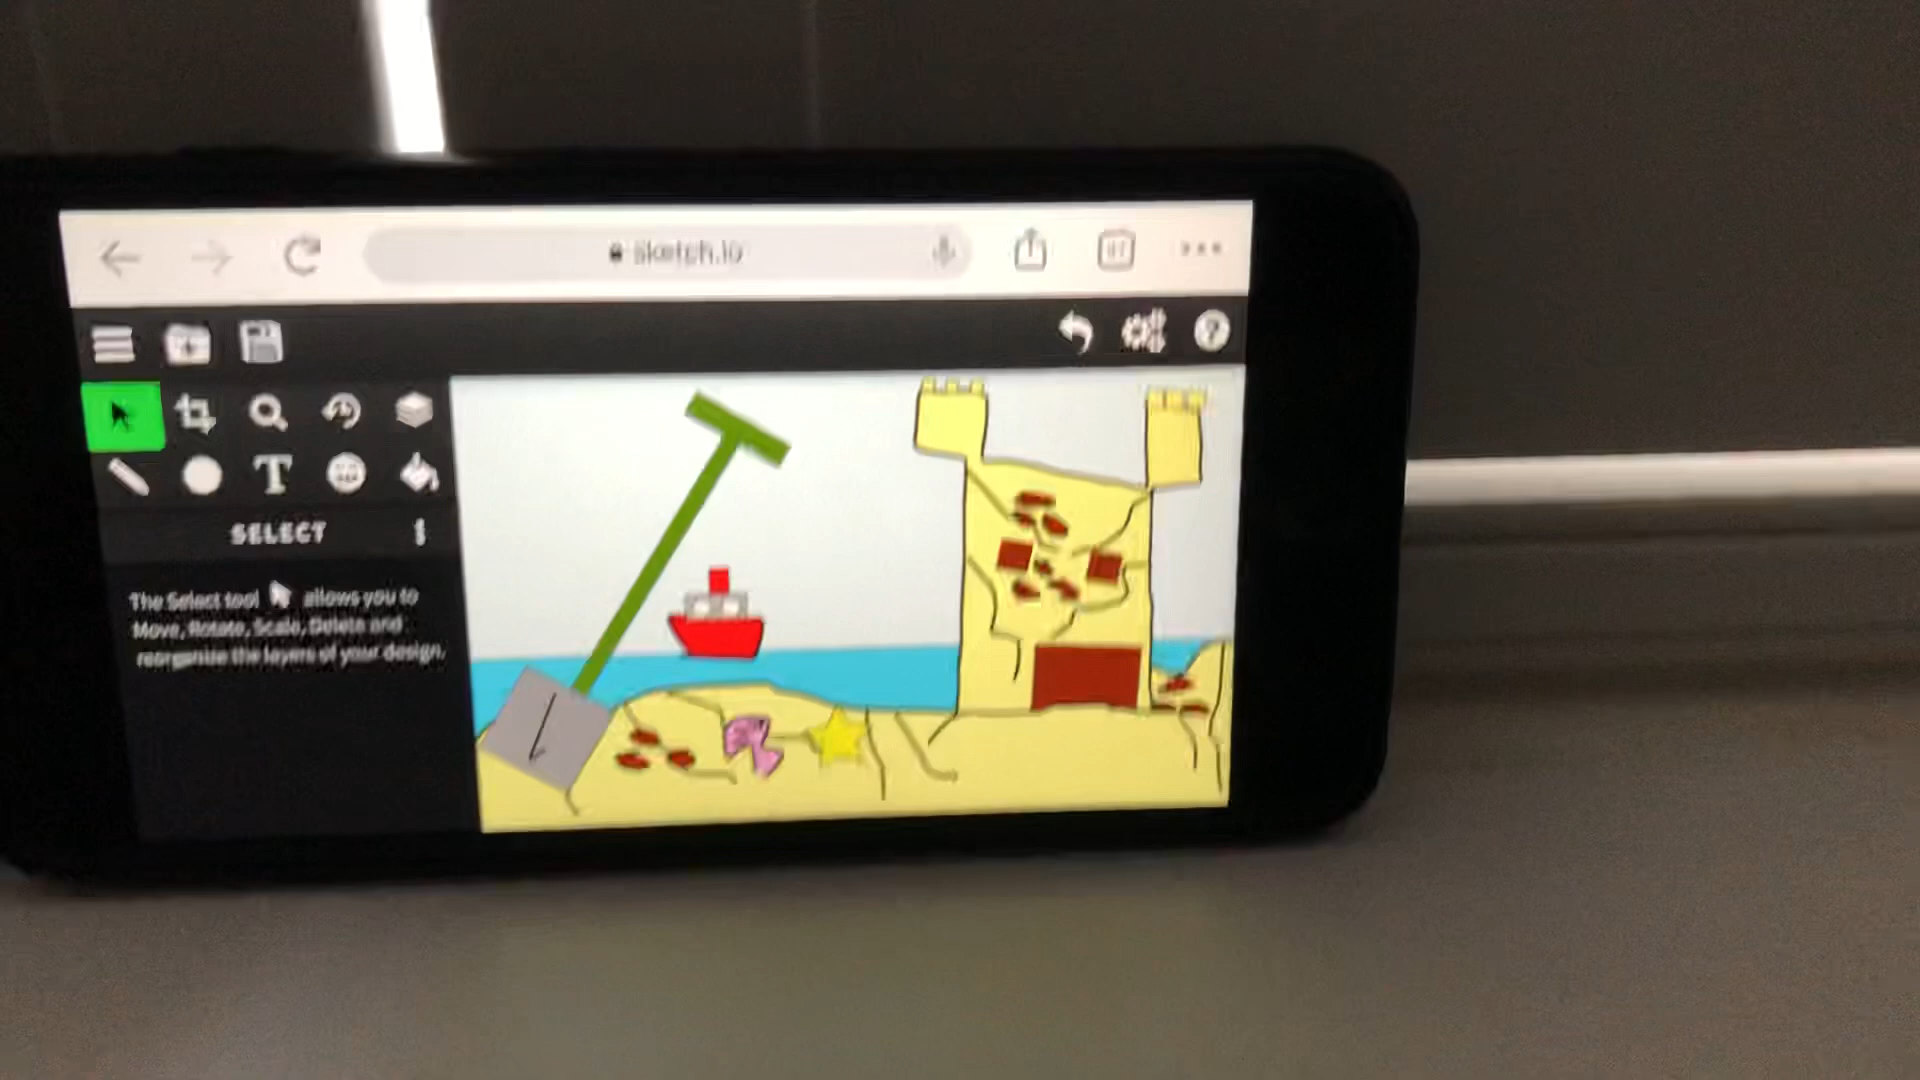 sketch.io
SELECT
The Select tool allows you to
Move, Rotate, Scale, Delete and
reorganize the layers of your design.